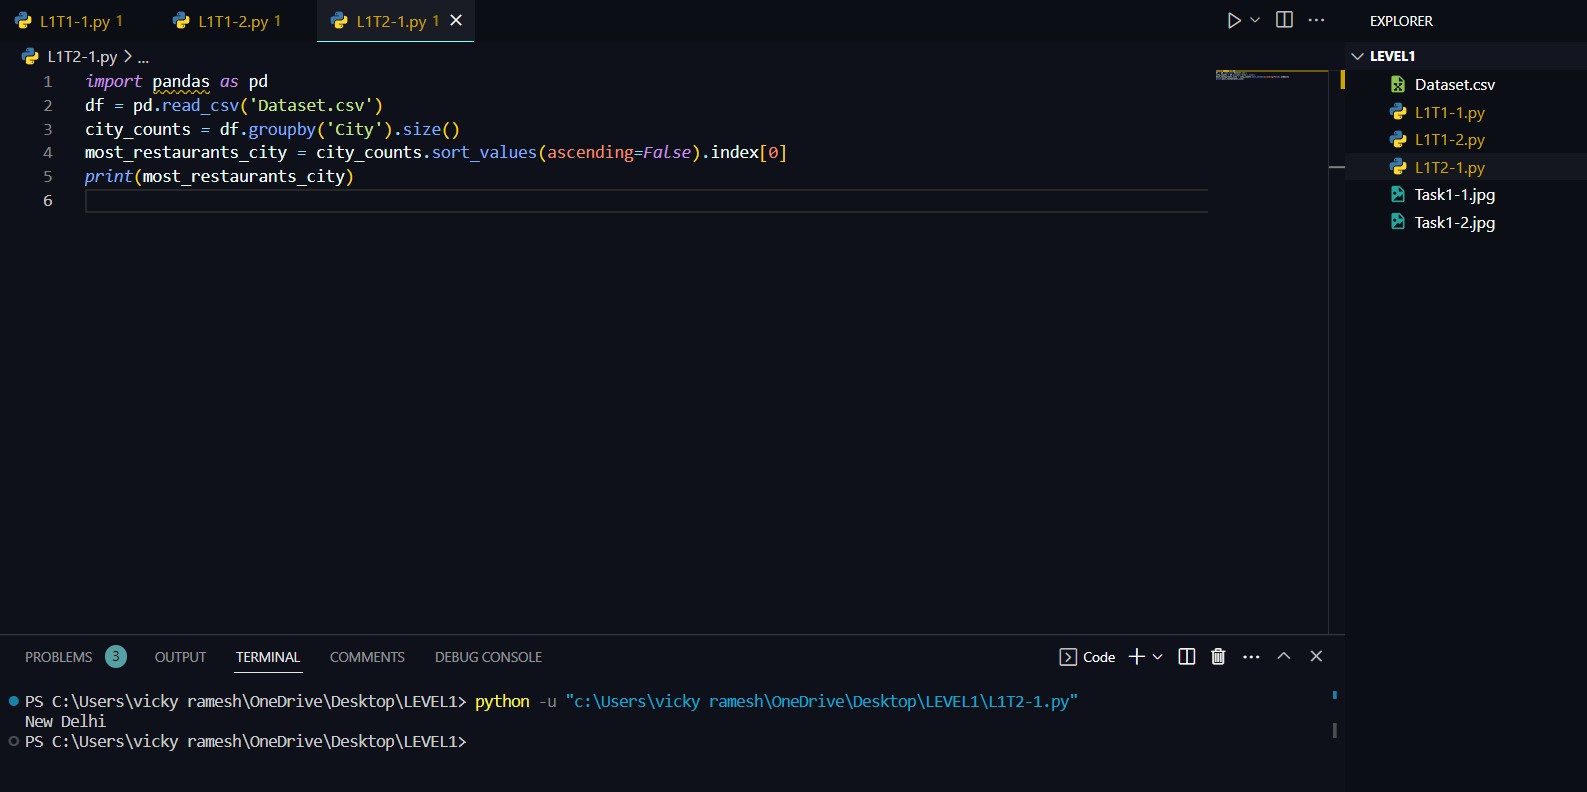 L1T1-1.py 1
L1T1-2.py 1
L1T2-1.py 1
L1T2-1.py > ...
1 import pandas as pd
2 df = pd.read_csv('Dataset.csv')
3 city_counts = df.groupby('City').size()
4 most_restaurants_city = city_counts.sort_values(ascending=False).index[0]
5 print(most_restaurants_city)
6
EXPLORER
LEVEL1
Dataset.csv
L1T1-1.py
L1T1-2.py
L1T2-1.py
Task1-1.jpg
Task1-2.jpg
PROBLEMS 3 OUTPUT TERMINAL COMMENTS DEBUG CONSOLE
Code
PS C:\Users\vicky ramesh\OneDrive\Desktop\LEVEL1> python -u "c:\Users\vicky ramesh\OneDrive\Desktop\LEVEL1\L1T2-1.py"
New Delhi
PS C:\Users\vicky ramesh\OneDrive\Desktop\LEVEL1>